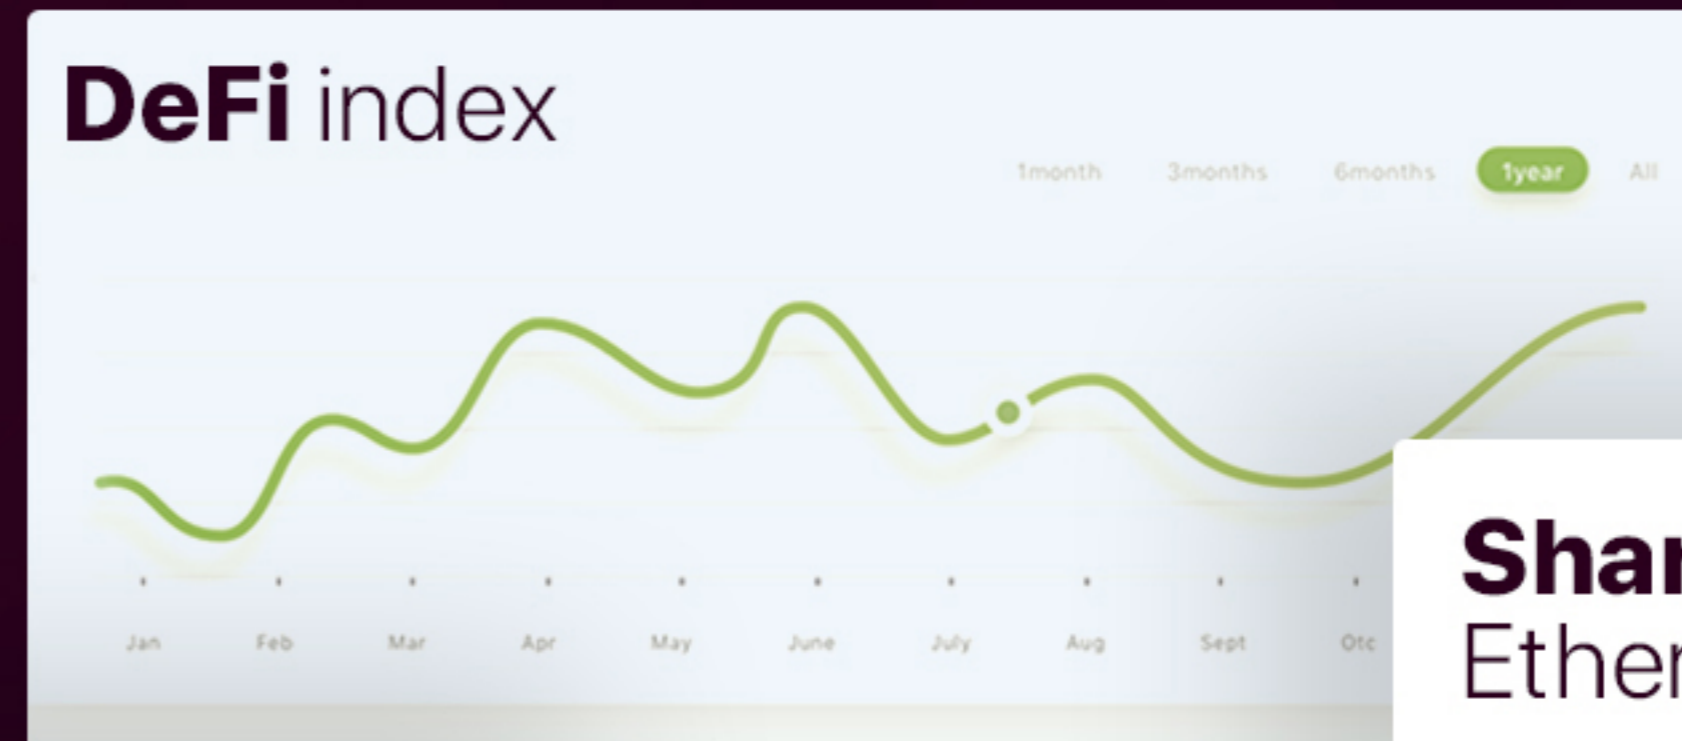 DeFi index
1month 3months 6months 1year All
Jan Feb Mar Apr May June July Aug Sept Otc
Shar
Ether